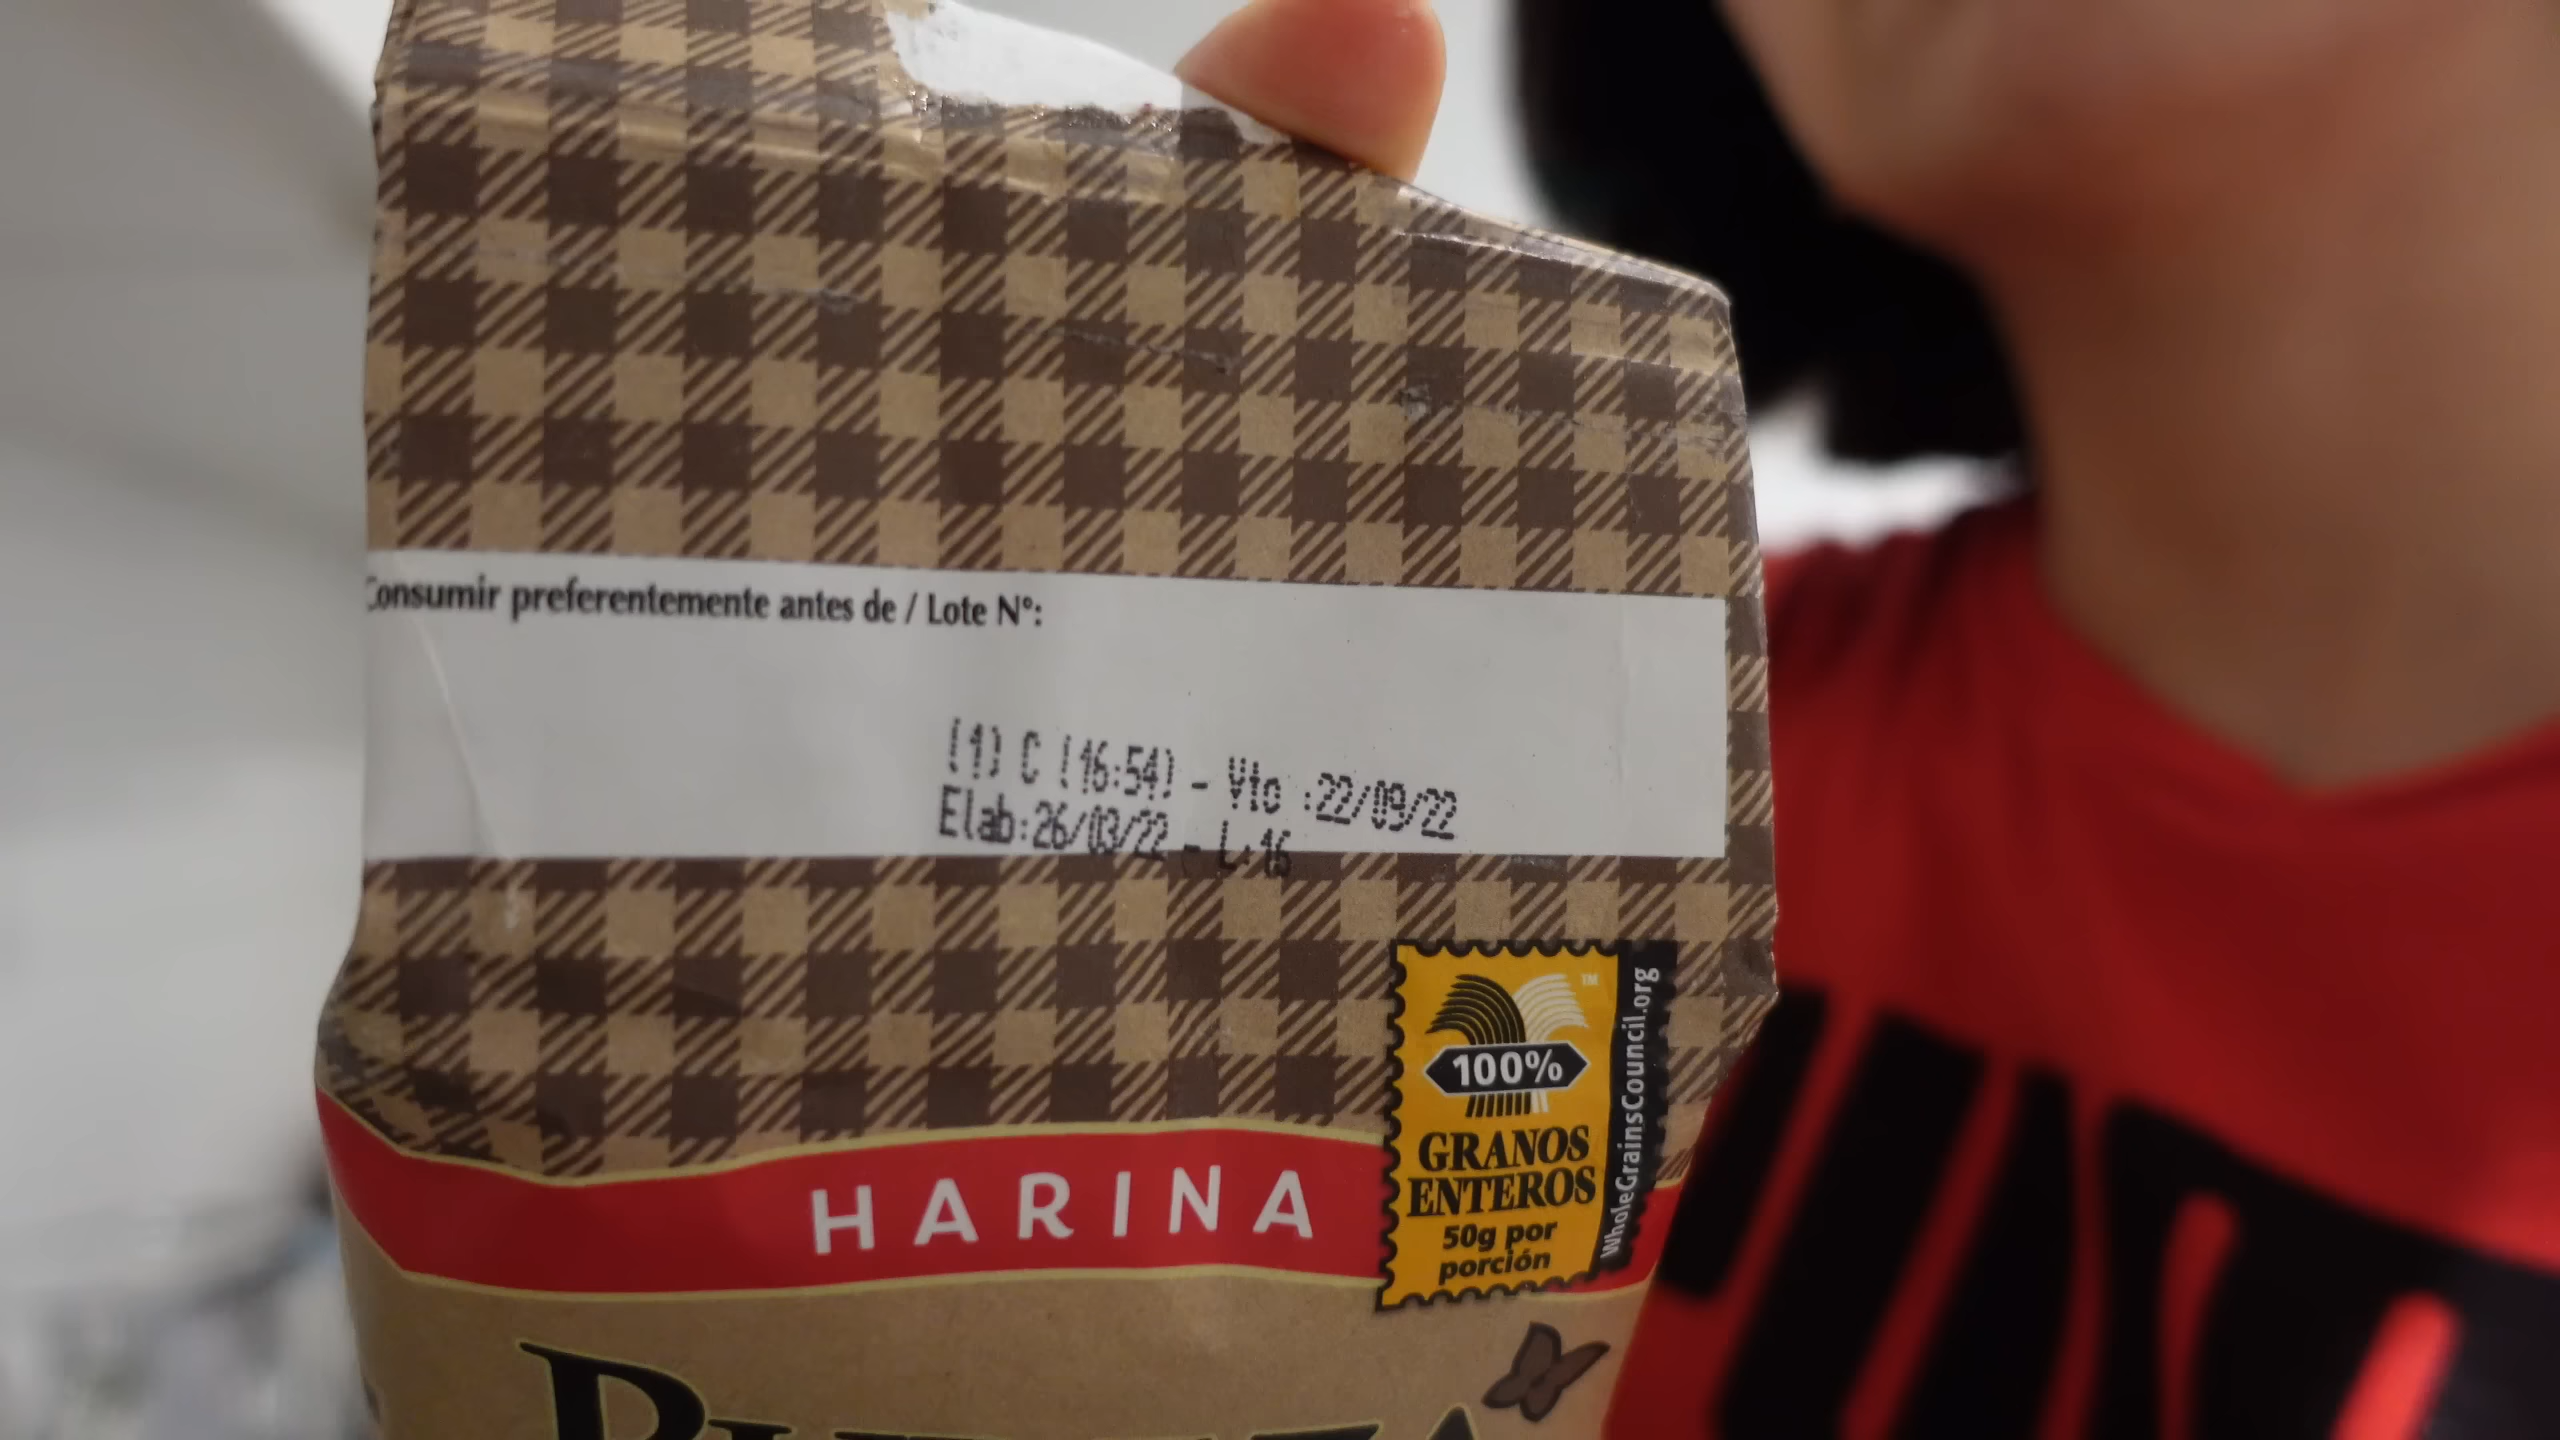 Consumir preferentemente antes de / Lote N°:
(1) C (16:54) - Vto :22/09/22
Elab:26/03/22 - L:16
HARINA
100%
TM
GRANOS
ENTEROS
50g por
porción
WholeGrainsCouncil.org